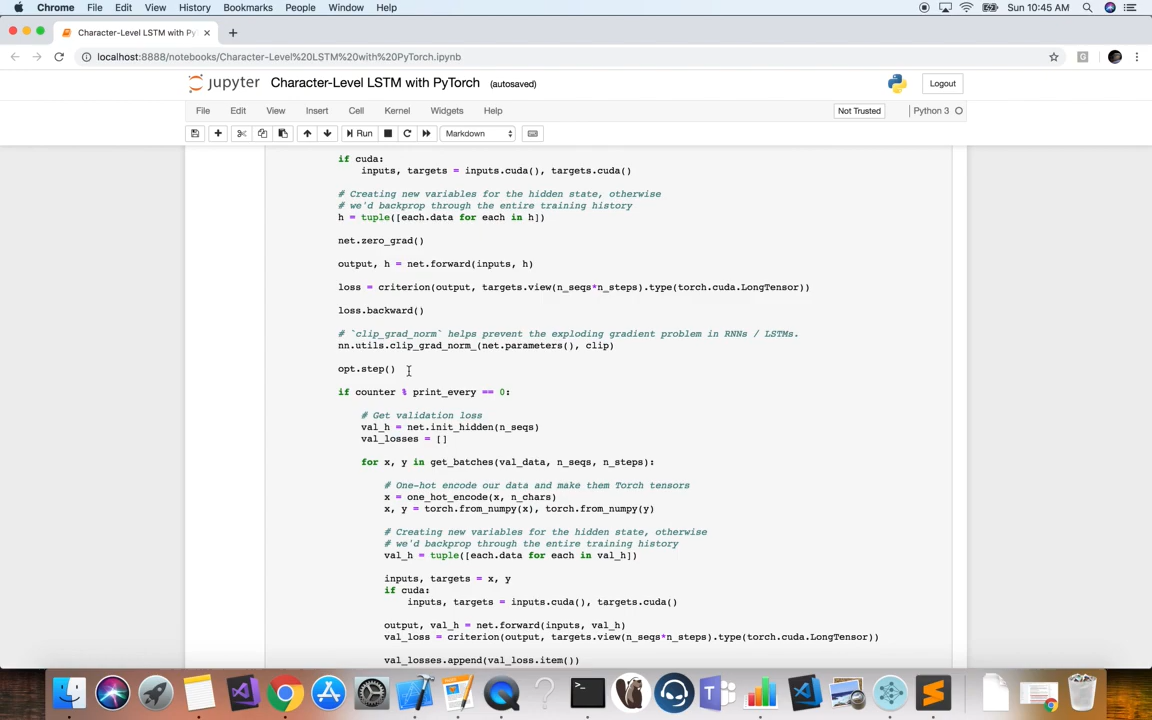 Chrome File Edit View History Bookmarks People Window Help Sun 10:45 AM
Character-Level LSTM with Py
localhost:8888/notebooks/Character-Level%20LSTM%20with%20PyTorch.ipynb
jupyter Character-Level LSTM with PyTorch (autosaved) Logout
File Edit View Insert Cell Kernel Widgets Help Not Trusted Python 3
Run Markdown
if cuda:
inputs, targets = inputs.cuda(), targets.cuda()
# Creating new variables for the hidden state, otherwise
# we'd backprop through the entire training history
h = tuple([each.data for each in h])
net.zero_grad()
output, h = net.forward(inputs, h)
loss = criterion(output, targets.view(n_seqs*n_steps).type(torch.cuda.LongTensor))
loss.backward()
# `clip_grad_norm` helps prevent the exploding gradient problem in RNNs / LSTMs.
nn.utils.clip_grad_norm_(net.parameters(), clip)
opt.step()
if counter % print_every == 0:
# Get validation loss
val_h = net.init_hidden(n_seqs)
val_losses = []
for x, y in get_batches(val_data, n_seqs, n_steps):
# One-hot encode our data and make them Torch tensors
x = one_hot_encode(x, n_chars)
x, y = torch.from_numpy(x), torch.from_numpy(y)
# Creating new variables for the hidden state, otherwise
# we'd backprop through the entire training history
val_h = tuple([each.data for each in val_h])
inputs, targets = x, y
if cuda:
inputs, targets = inputs.cuda(), targets.cuda()
output, val_h = net.forward(inputs, val_h)
val_loss = criterion(output, targets.view(n_seqs*n_steps).type(torch.cuda.LongTensor))
val_losses.append(val_loss.item())